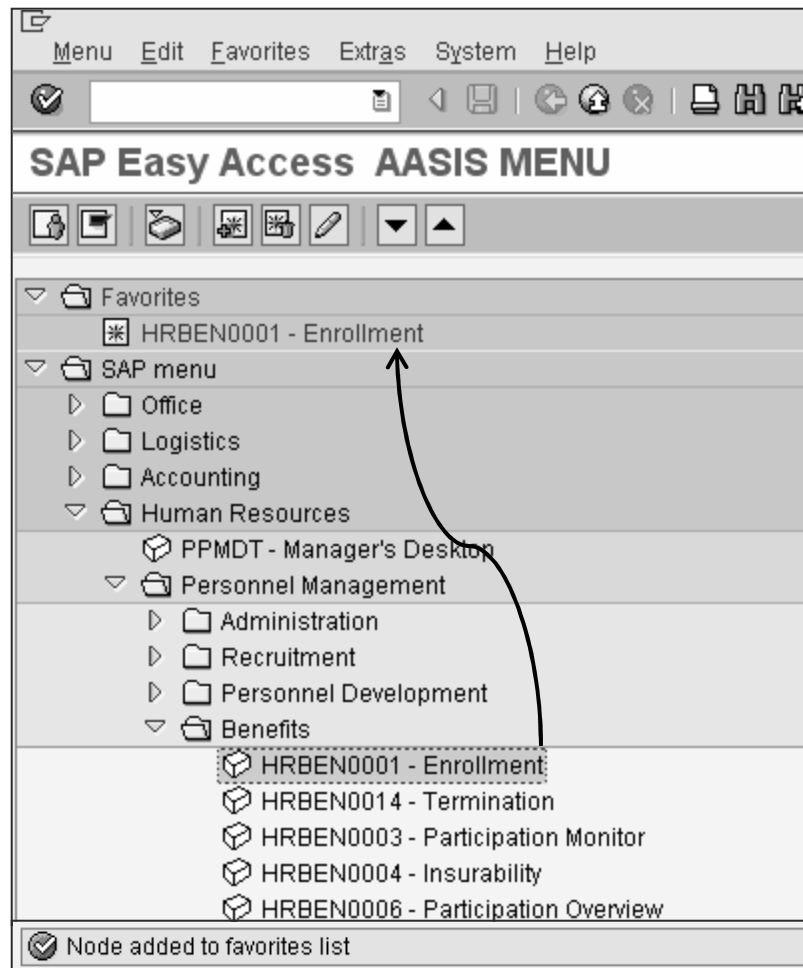 Menu Edit Favorites Extras System Help
SAP Easy Access AASIS MENU
Favorites
HRBEN0001 - Enrollment
SAP menu
Office
Logistics
Accounting
Human Resources
PPMDT - Manager's Desktop
Personnel Management
Administration
Recruitment
Personnel Development
Benefits
HRBEN0001 - Enrollment
HRBEN0014 - Termination
HRBEN0003 - Participation Monitor
HRBEN0004 - Insurability
HRBEN0006 - Participation Overview
Node added to favorites list